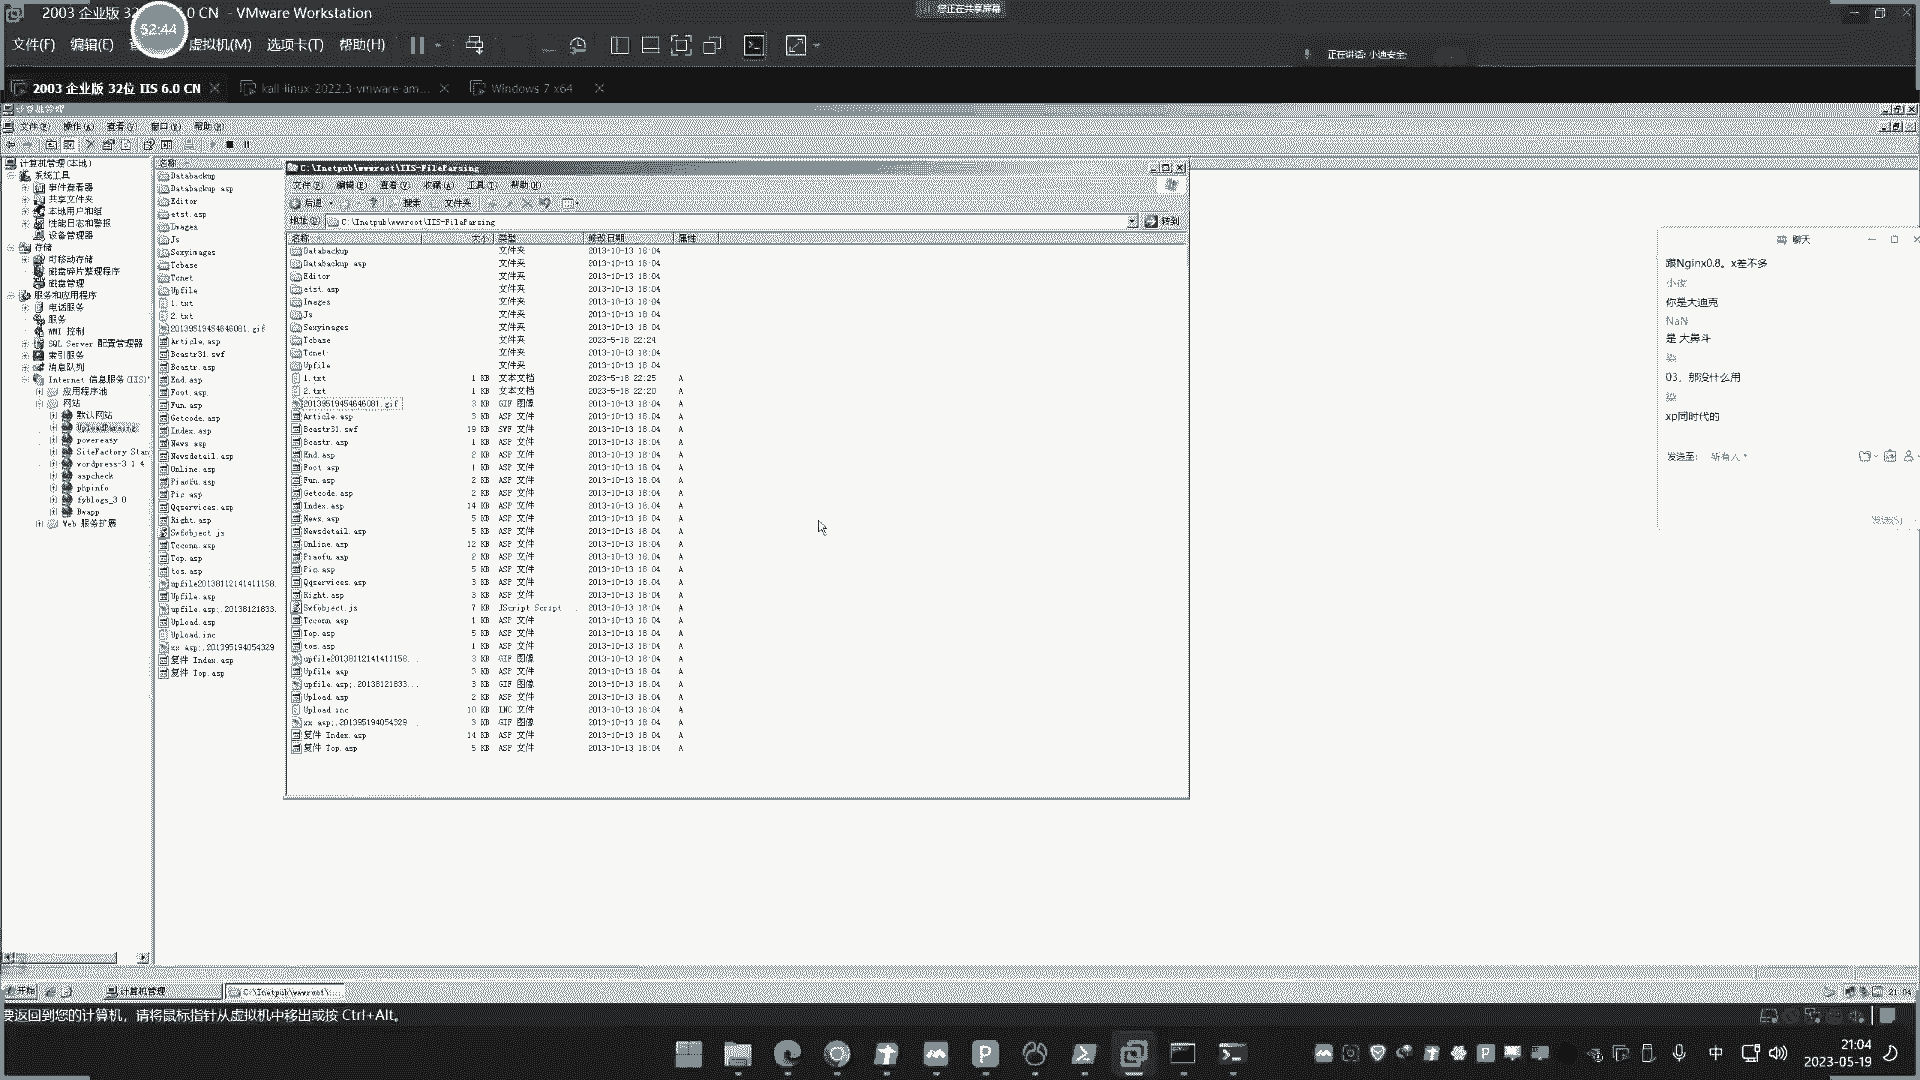 2003 企业版 32 6.0 CN - VMware Workstation
52:44
您正在共享屏幕
文件(F) 编辑(E) 虚拟机(M) 选项卡(T) 帮助(H)
正在讲话: 小迪安全
2003 企业版 32位 IIS 6.0 CN
kali-linux-2022.3-vmware-am...
Windows 7 x64
计算机管理
文件(F) 操作(A) 查看(V) 窗口(W) 帮助(H)
计算机管理(本地)
系统工具
事件查看器
共享文件夹
本地用户和组
性能日志和警报
设备管理器
存储
可移动存储
磁盘碎片整理程序
磁盘管理
服务和应用程序
电话服务
服务
WMI 控制
SQL Server 配置管理器
索引服务
消息队列
Internet 信息服务(IIS)
应用程序池
网站
默认网站
powereasy
SiteFactory Stan
wordpress-3 1 4
aspcheck
phpinfo
fyblogs_3 0
Bwapp
Web 服务扩展
名称
Databackup
Databackup asp
Editor
etst.asp
Images
Js
Sexyimages
Tcbase
Tcnet
Upfile
1.txt
2.txt
20139519454646081.gif
Article.asp
Bcastr31.swf
Bcastr.asp
End.asp
Foot.asp
Fun.asp
Getcode.asp
Index.asp
News.asp
Newsdetail.asp
Online.asp
Piaofu.asp
Pic.asp
Qqservices.asp
Right.asp
Swfobject.js
Tcconn.asp
Top.asp
tos.asp
upfile20138112141411158.
Upfile.asp
upfile.asp;.20138121833.
Upload.asp
Upload.inc
xx asp;.201395194054329
复件 Index.asp
复件 Top.asp
C:\Inetpub\wwwroot\IIS-FileParsing
文件(F) 编辑(E) 查看(V) 收藏(A) 工具(T) 帮助(H)
后退 搜索 文件夹
地址(D) C:\Inetpub\wwwroot\IIS-FileParsing 转到
名称 大小 类型 修改日期 属性
Databackup 文件夹 2013-10-13 18:04
Databackup asp 文件夹 2013-10-13 18:04
Editor 文件夹 2013-10-13 18:04
etst.asp 文件夹 2013-10-13 18:04
Images 文件夹 2013-10-13 18:04
Js 文件夹 2013-10-13 18:04
Sexyimages 文件夹 2013-10-13 18:04
Tcbase 文件夹 2023-5-18 22:24
Tcnet 文件夹 2013-10-13 18:04
Upfile 文件夹 2013-10-13 18:04
1.txt 1 KB 文本文档 2023-5-18 22:25 A
2.txt 1 KB 文本文档 2023-5-18 22:20 A
20139519454646081.gif 3 KB GIF 图像 2013-10-13 18:04 A
Article.asp 3 KB ASP 文件 2013-10-13 18:04 A
Bcastr31.swf 19 KB SWF 文件 2013-10-13 18:04 A
Bcastr.asp 1 KB ASP 文件 2013-10-13 18:04 A
End.asp 2 KB ASP 文件 2013-10-13 18:04 A
Foot.asp 1 KB ASP 文件 2013-10-13 18:04 A
Fun.asp 2 KB ASP 文件 2013-10-13 18:04 A
Getcode.asp 2 KB ASP 文件 2013-10-13 18:04 A
Index.asp 14 KB ASP 文件 2013-10-13 18:04 A
News.asp 5 KB ASP 文件 2013-10-13 18:04 A
Newsdetail.asp 5 KB ASP 文件 2013-10-13 18:04 A
Online.asp 12 KB ASP 文件 2013-10-13 18:04 A
Piaofu.asp 2 KB ASP 文件 2013-10-13 18:04 A
Pic.asp 5 KB ASP 文件 2013-10-13 18:04 A
Qqservices.asp 3 KB ASP 文件 2013-10-13 18:04 A
Right.asp 3 KB ASP 文件 2013-10-13 18:04 A
Swfobject.js 7 KB JScript Script 2013-10-13 18:04 A
Tcconn.asp 1 KB ASP 文件 2013-10-13 18:04 A
Top.asp 5 KB ASP 文件 2013-10-13 18:04 A
tos.asp 1 KB ASP 文件 2013-10-13 18:04 A
upfile20138112141411158... 3 KB GIF 图像 2013-10-13 18:04 A
Upfile.asp 3 KB ASP 文件 2013-10-13 18:04 A
upfile.asp;.20138121833... 3 KB GIF 图像 2013-10-13 18:04 A
Upload.asp 2 KB ASP 文件 2013-10-13 18:04 A
Upload.inc 10 KB INC 文件 2013-10-13 18:04 A
xx asp;.201395194054329 3 KB GIF 图像 2013-10-13 18:04 A
复件 Index.asp 14 KB ASP 文件 2013-10-13 18:04 A
复件 Top.asp 5 KB ASP 文件 2013-10-13 18:04 A
聊天
跟Nginx0.8。x差不多
你是大迪克
NaN
是 大鼻斗
03，那没什么用
xp同时代的
发送至: 所有人
发送(S)
开始
计算机管理
C:\Inetpub\wwwroot\...
21:04
要返回到您的计算机，请将鼠标指针从虚拟机中移出或按 Ctrl+Alt。
中
21:04
2023-05-19